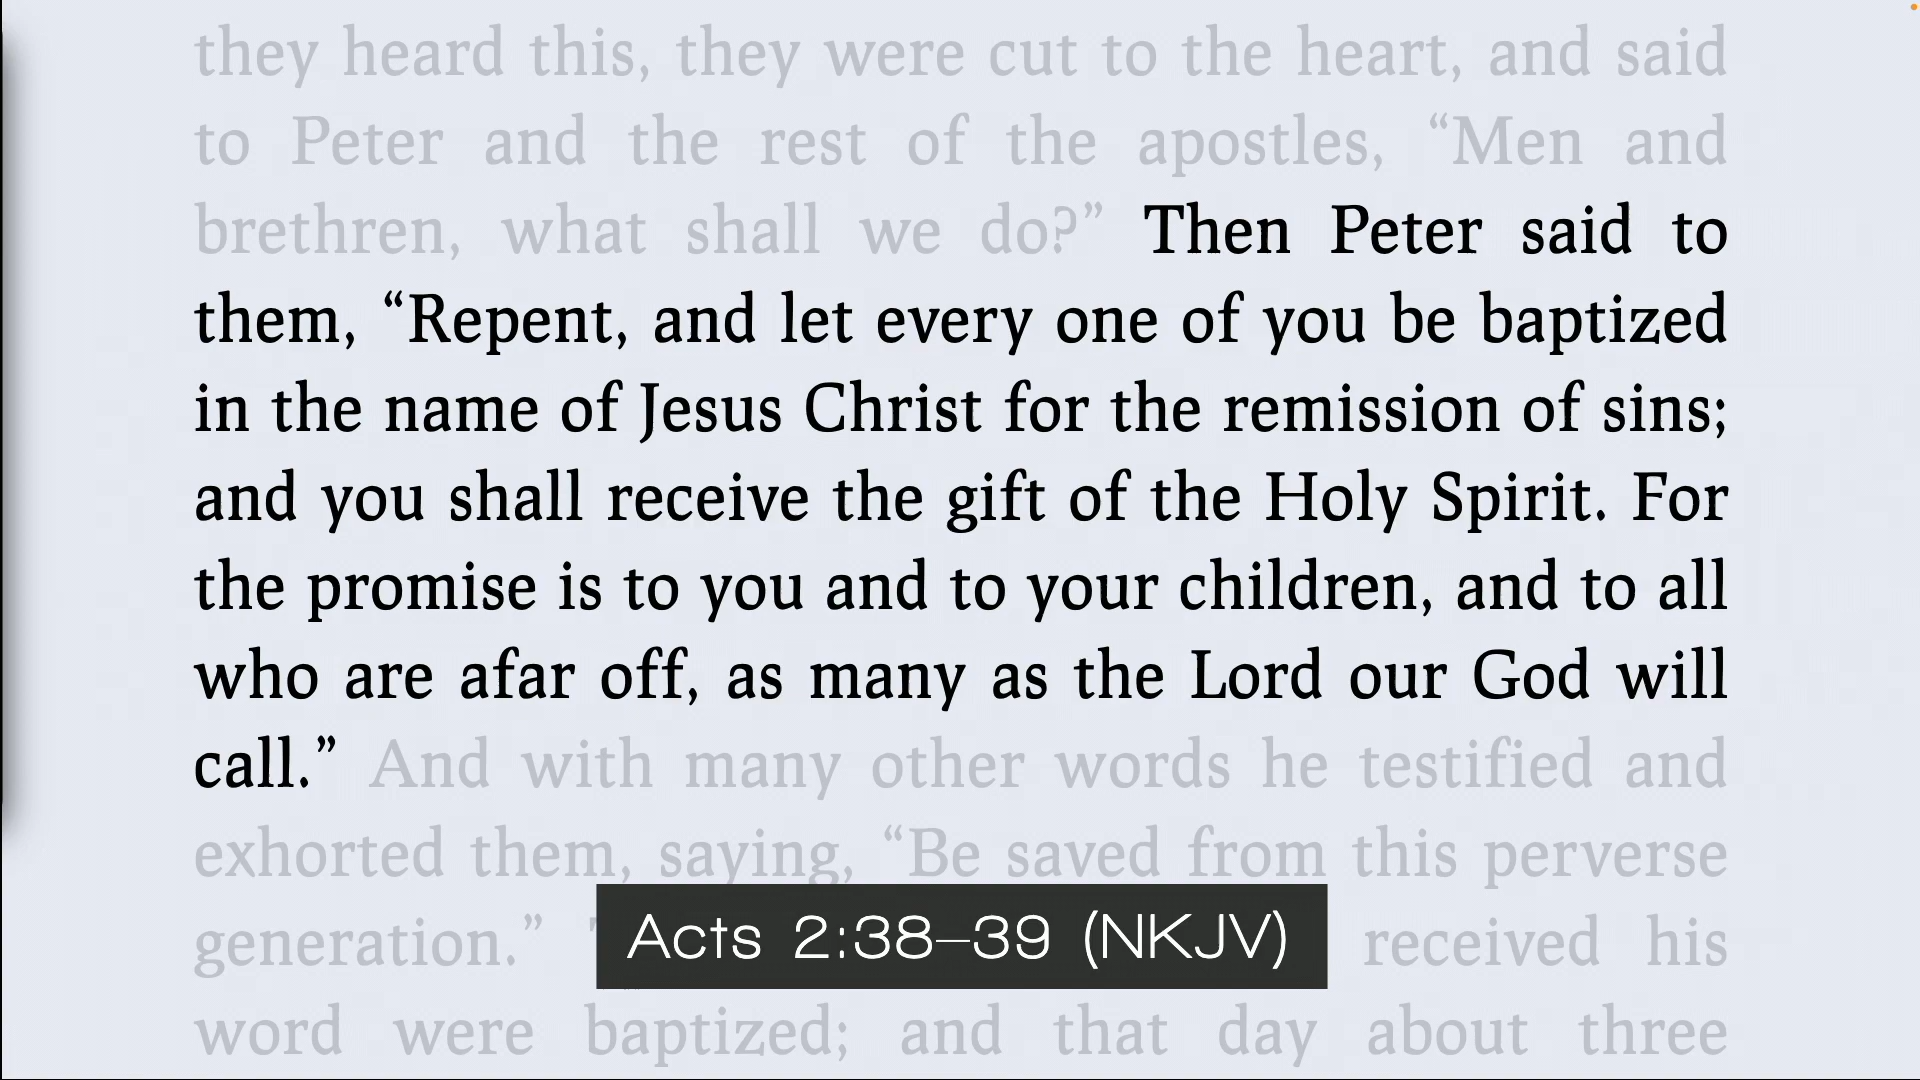 they heard this, they were cut to the heart, and said
to Peter and the rest of the apostles, “Men and
brethren, what shall we do?” Then Peter said to
them, “Repent, and let every one of you be baptized
in the name of Jesus Christ for the remission of sins;
and you shall receive the gift of the Holy Spirit. For
the promise is to you and to your children, and to all
who are afar off, as many as the Lord our God will
call.” And with many other words he testified and
exhorted them, saying, “Be saved from this perverse
generation.” received his
Acts 2:38–39 (NKJV)
word were baptized; and that day about three